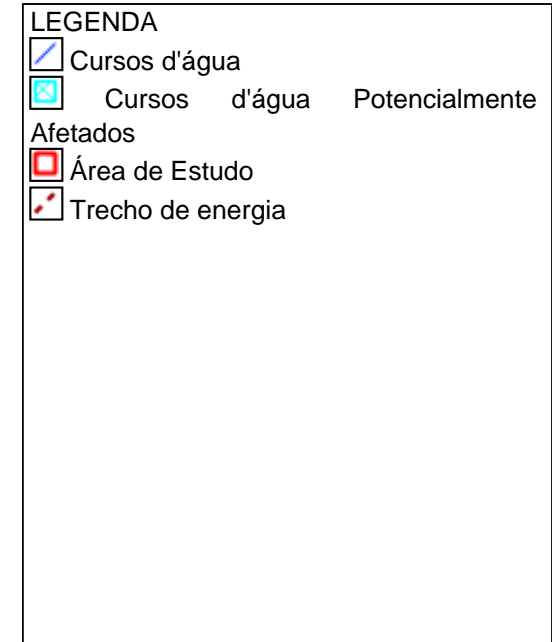 LEGENDA
Cursos d'água
Cursos d'água Potencialmente
Afetados
Área de Estudo
Trecho de energia